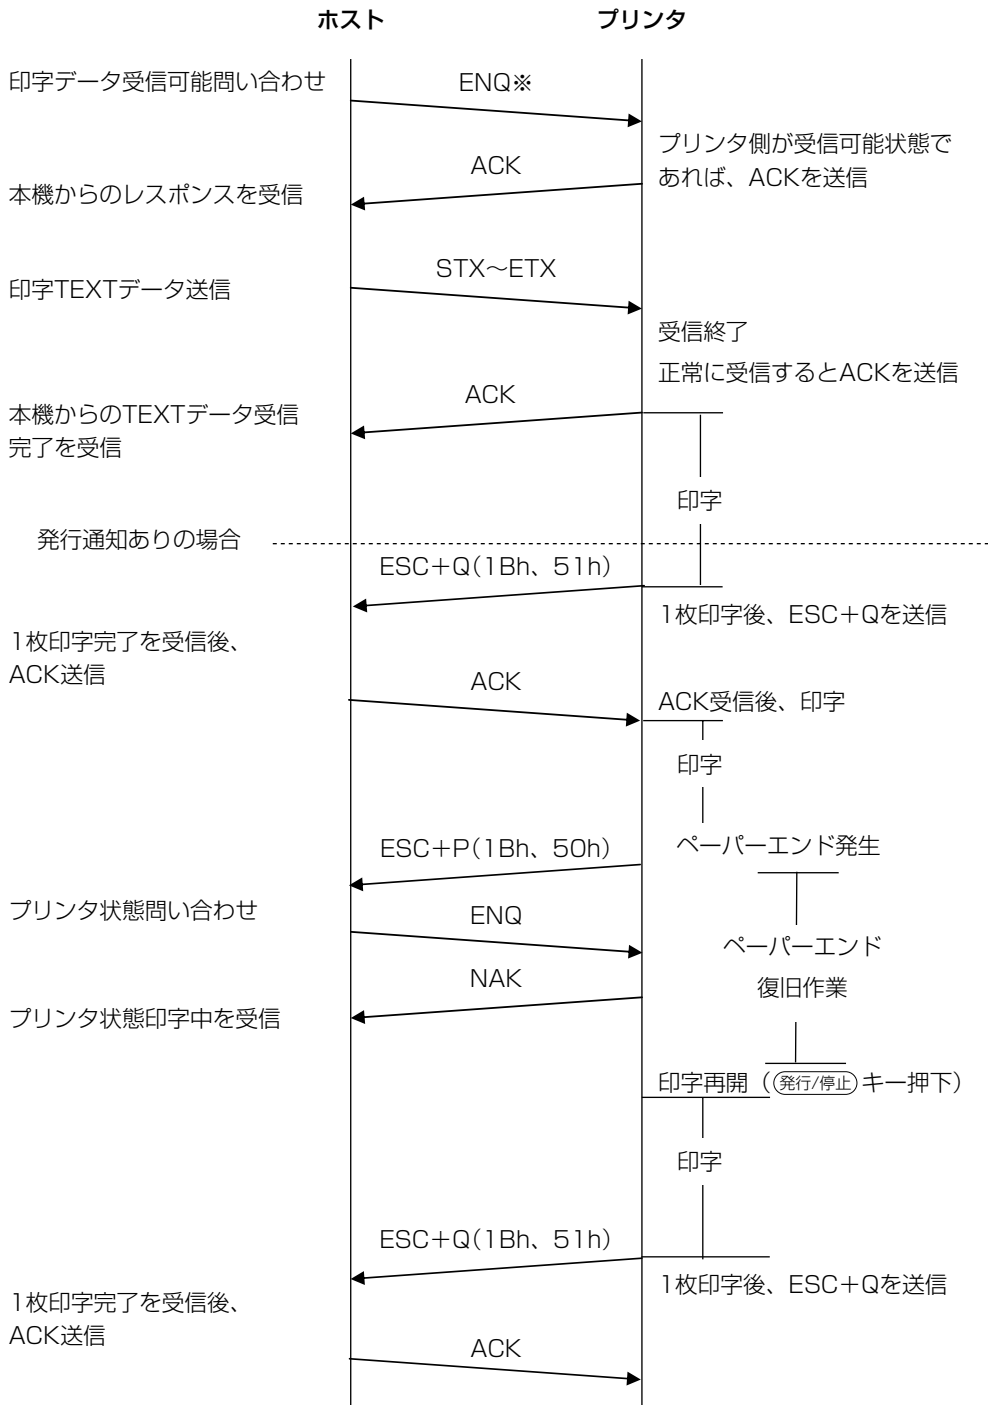 ホスト
プリンタ
印字データ受信可能問い合わせ
ENQ※
プリンタ側が受信可能状態で
あれば、ACKを送信
ACK
本機からのレスポンスを受信
STX～ETX
印字TEXTデータ送信
受信終了
正常に受信するとACKを送信
ACK
本機からのTEXTデータ受信
完了を受信
印字
発行通知ありの場合
ESC+Q(1Bh、51h)
1枚印字後、ESC+Qを送信
1枚印字完了を受信後、
ACK送信
ACK
ACK受信後、印字
印字
ペーパーエンド発生
ESC+P(1Bh、50h)
プリンタ状態問い合わせ
ENQ
ペーパーエンド
復旧作業
NAK
プリンタ状態印字中を受信
印字再開（発行/停止キー押下）
印字
ESC+Q(1Bh、51h)
1枚印字後、ESC+Qを送信
1枚印字完了を受信後、
ACK送信
ACK